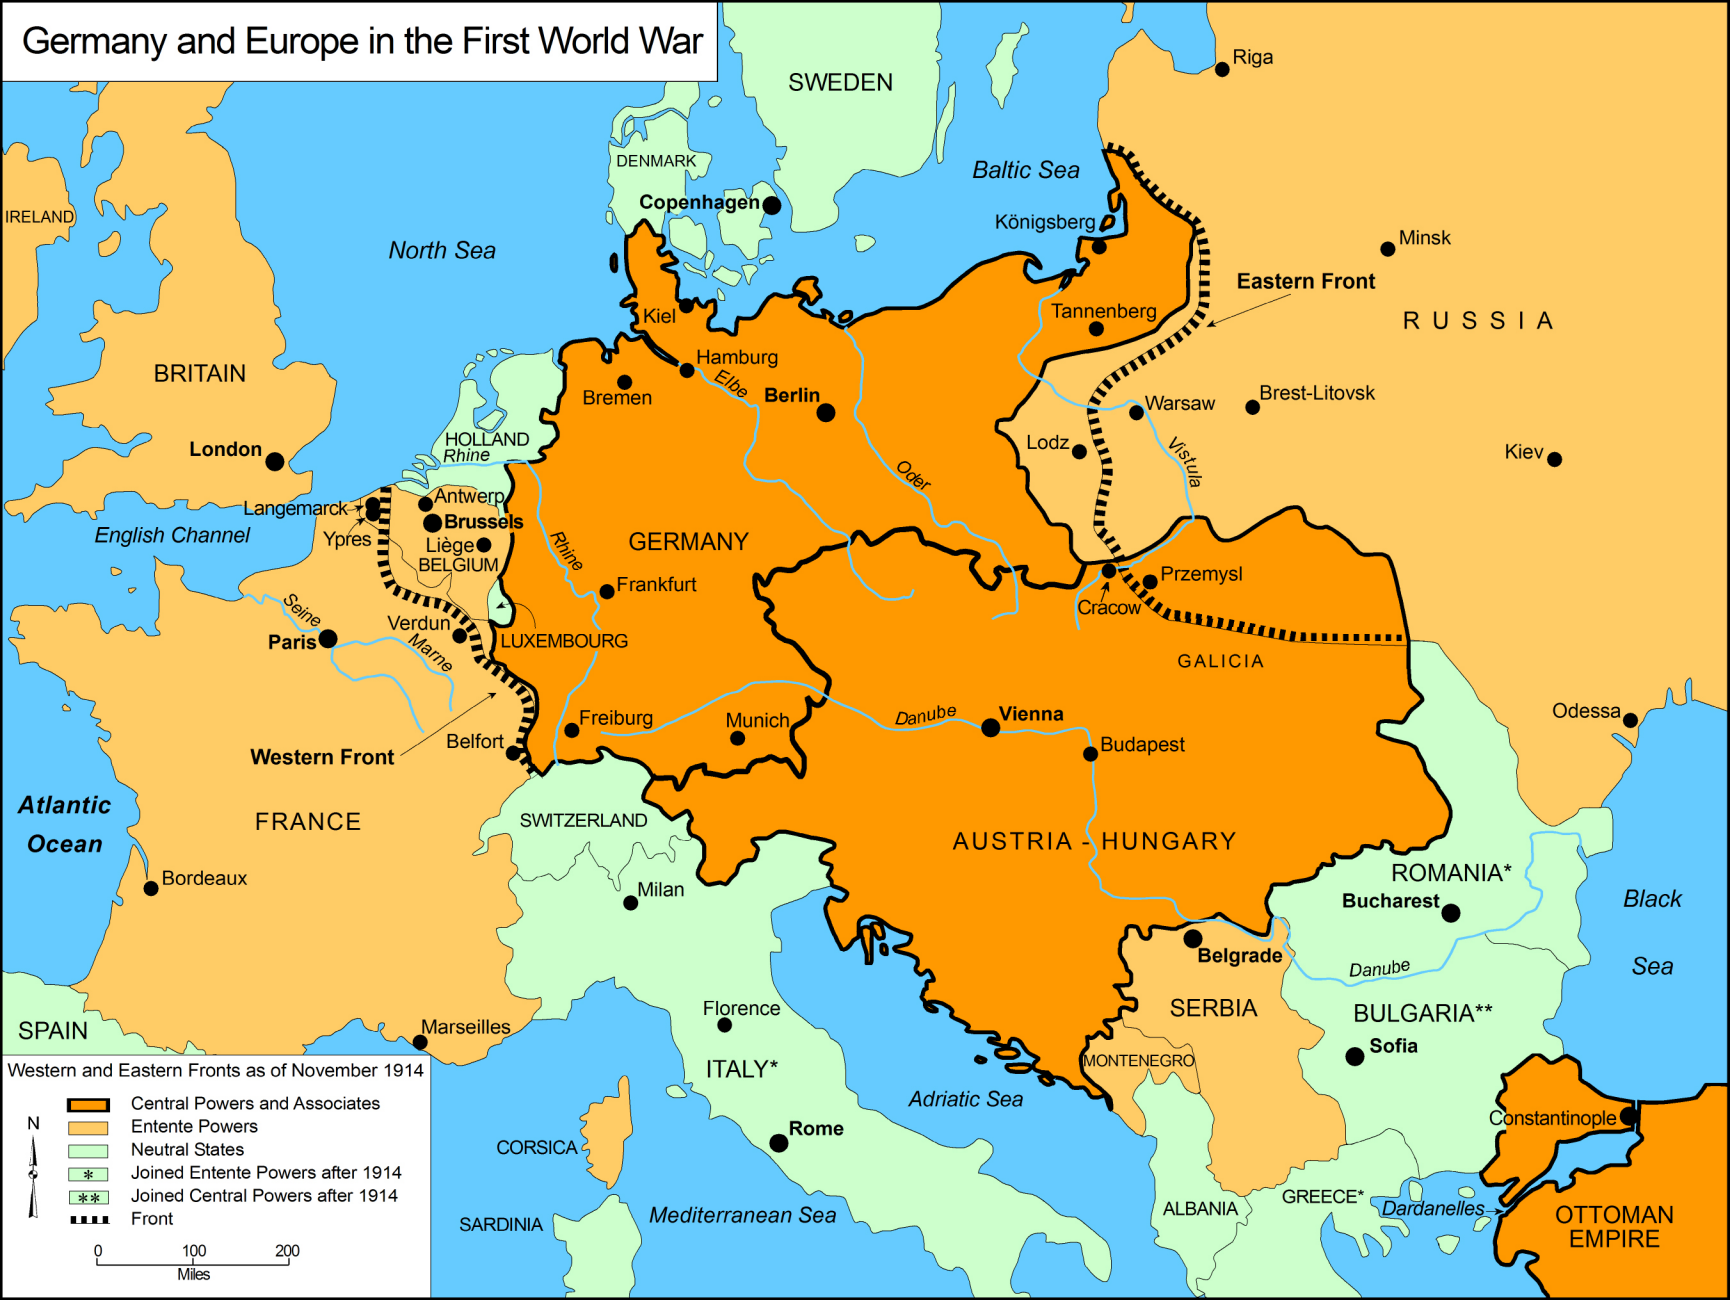 Germany and Europe in the First World War
SWEDEN
Riga
DENMARK
Baltic Sea
Copenhagen
IRELAND
Königsberg
North Sea
Minsk
Eastern Front
Tannenberg
Kiel
RUSSIA
Hamburg
BRITAIN
Elbe
Bremen
Berlin
Brest-Litovsk
Warsaw
HOLLAND
Lodz
London
Rhine
Vistula
Kiev
Oder
Antwerp
Langemarck
Brussels
English Channel
Ypres
Liège
GERMANY
Rhine
BELGIUM
Przemysl
Frankfurt
Cracow
Seine
Verdun
Paris
Marne
LUXEMBOURG
GALICIA
Danube
Vienna
Odessa
Freiburg
Munich
Belfort
Budapest
Western Front
Atlantic
Ocean
FRANCE
SWITZERLAND
AUSTRIA - HUNGARY
ROMANIA*
Bordeaux
Milan
Bucharest
Black
Sea
Belgrade
Danube
Florence
SERBIA
BULGARIA**
SPAIN
Marseilles
Sofia
ITALY*
MONTENEGRO
Adriatic Sea
Constantinople
Rome
CORSICA
GREECE*
ALBANIA
Dardanelles
SARDINIA
Mediterranean Sea
OTTOMAN
EMPIRE
Western and Eastern Fronts as of November 1914
Central Powers and Associates
N
Entente Powers
Neutral States
* Joined Entente Powers after 1914
** Joined Central Powers after 1914
Front
0 100 200
Miles